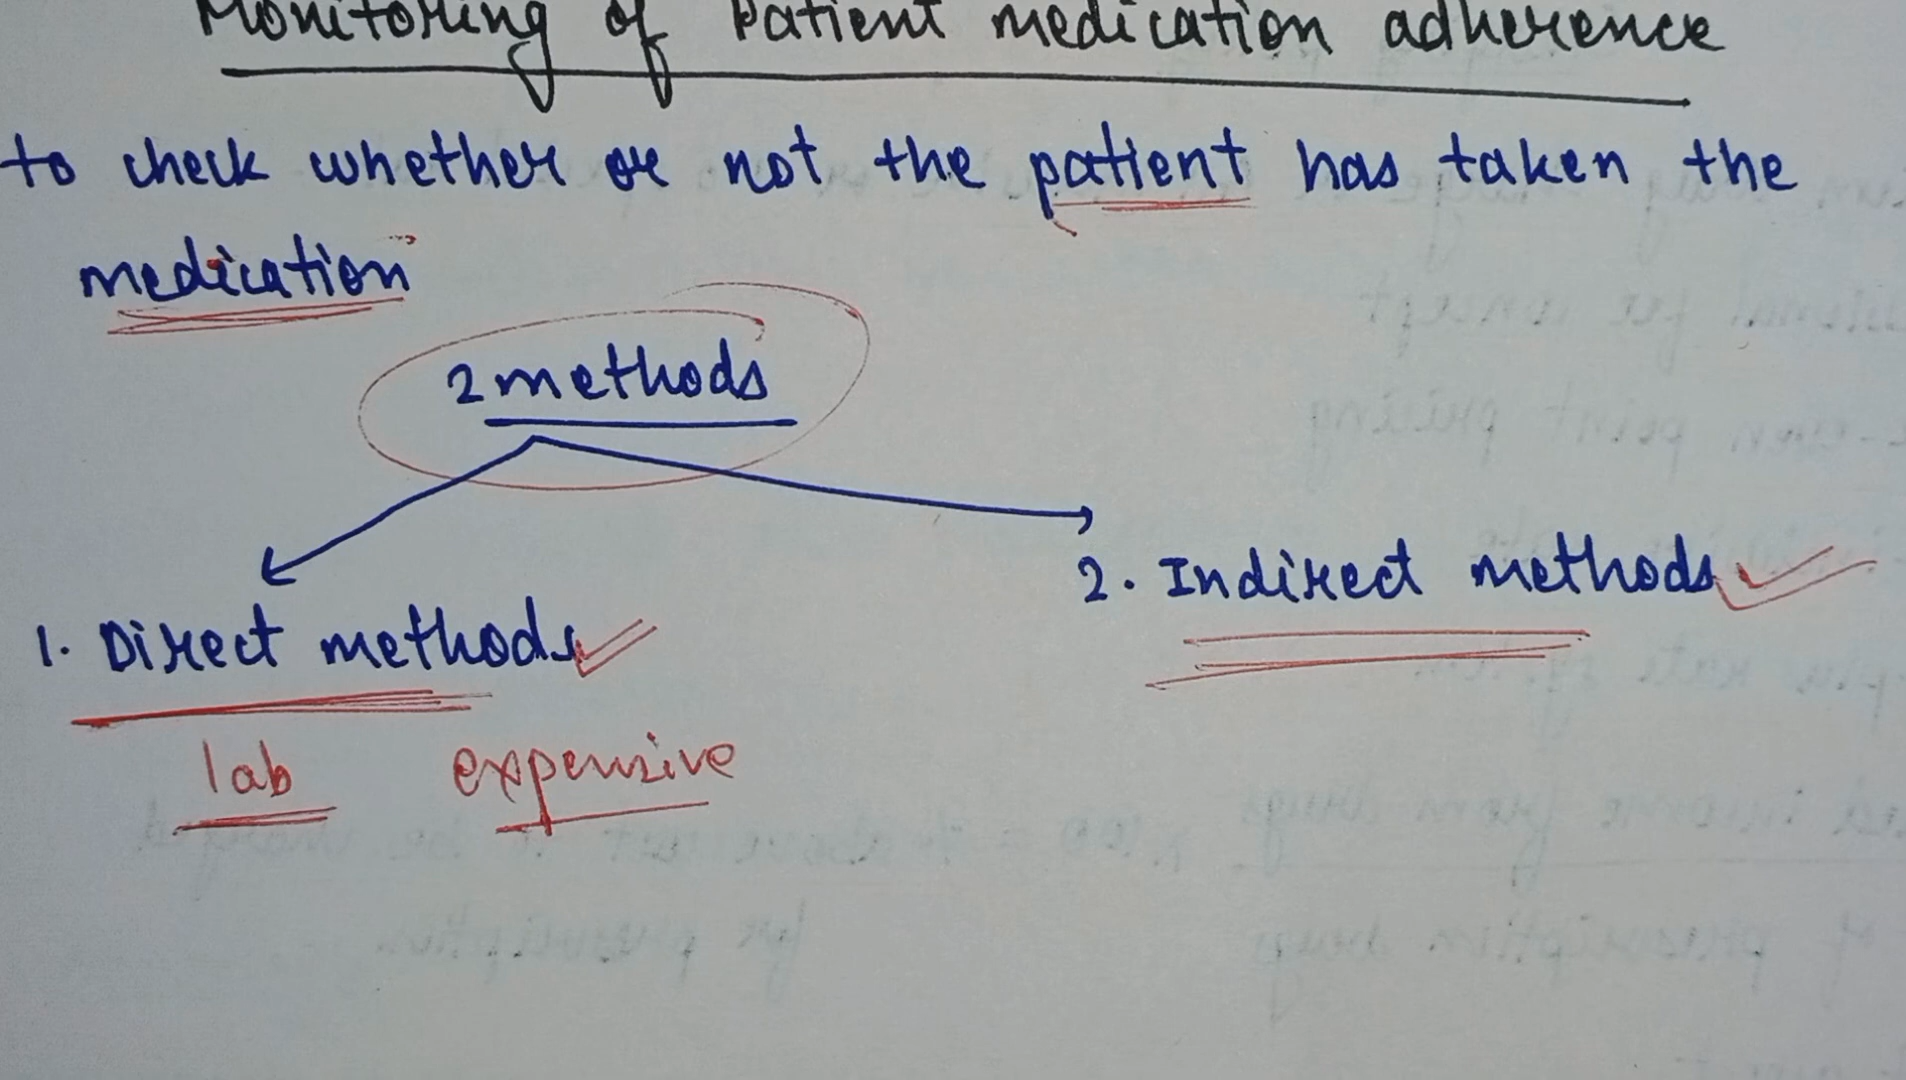 Monitoring of Patient medication adherence
to check whether or not the patient has taken the
medication
2 methods
1. Direct methods
2. Indirect methods
lab expensive